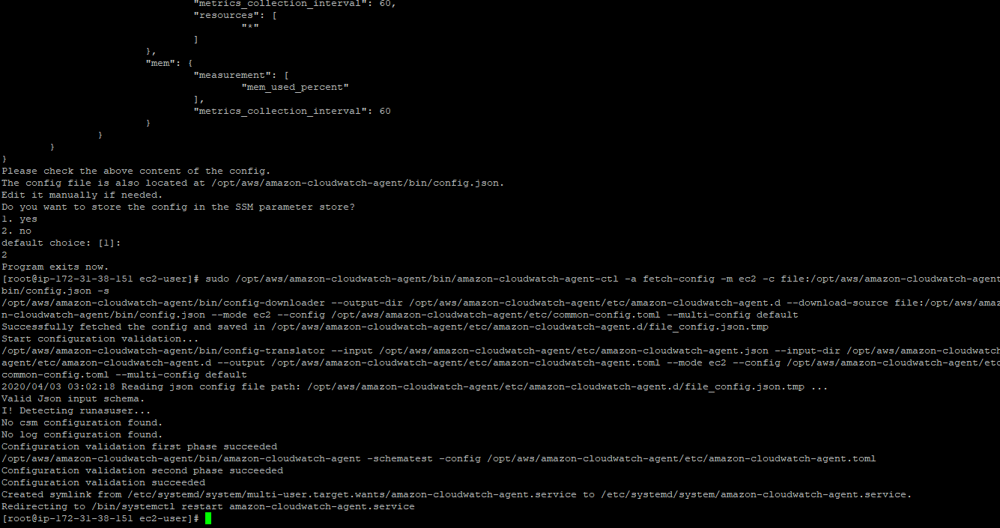 "metrics_collection_interval": 60,
"resources": [
"*"
]
},
"mem": {
"measurement": [
"mem_used_percent"
],
"metrics_collection_interval": 60
}
}
}
}
Please check the above content of the config.
The config file is also located at /opt/aws/amazon-cloudwatch-agent/bin/config.json.
Edit it manually if needed.
Do you want to store the config in the SSM parameter store?
1. yes
2. no
default choice: [1]:
2
Program exits now.
[root@ip-172-31-38-151 ec2-user]# sudo /opt/aws/amazon-cloudwatch-agent/bin/amazon-cloudwatch-agent-ctl -a fetch-config -m ec2 -c file:/opt/aws/amazon-cloudwatch-agent
bin/config.json -s
/opt/aws/amazon-cloudwatch-agent/bin/config-downloader --output-dir /opt/aws/amazon-cloudwatch-agent/etc/amazon-cloudwatch-agent.d --download-source file:/opt/aws/amaz
n-cloudwatch-agent/bin/config.json --mode ec2 --config /opt/aws/amazon-cloudwatch-agent/etc/common-config.toml --multi-config default
Successfully fetched the config and saved in /opt/aws/amazon-cloudwatch-agent/etc/amazon-cloudwatch-agent.d/file_config.json.tmp
Start configuration validation...
/opt/aws/amazon-cloudwatch-agent/bin/config-translator --input /opt/aws/amazon-cloudwatch-agent/etc/amazon-cloudwatch-agent.json --input-dir /opt/aws/amazon-cloudwatch
agent/etc/amazon-cloudwatch-agent.d --output /opt/aws/amazon-cloudwatch-agent/etc/amazon-cloudwatch-agent.toml --mode ec2 --config /opt/aws/amazon-cloudwatch-agent/etc
common-config.toml --multi-config default
2020/04/03 03:02:18 Reading json config file path: /opt/aws/amazon-cloudwatch-agent/etc/amazon-cloudwatch-agent.d/file_config.json.tmp ...
Valid Json input schema.
I! Detecting runasuser...
No csm configuration found.
No log configuration found.
Configuration validation first phase succeeded
/opt/aws/amazon-cloudwatch-agent/bin/amazon-cloudwatch-agent -schematest -config /opt/aws/amazon-cloudwatch-agent/etc/amazon-cloudwatch-agent.toml
Configuration validation second phase succeeded
Configuration validation succeeded
Created symlink from /etc/systemd/system/multi-user.target.wants/amazon-cloudwatch-agent.service to /etc/systemd/system/amazon-cloudwatch-agent.service.
Redirecting to /bin/systemctl restart amazon-cloudwatch-agent.service
[root@ip-172-31-38-151 ec2-user]#